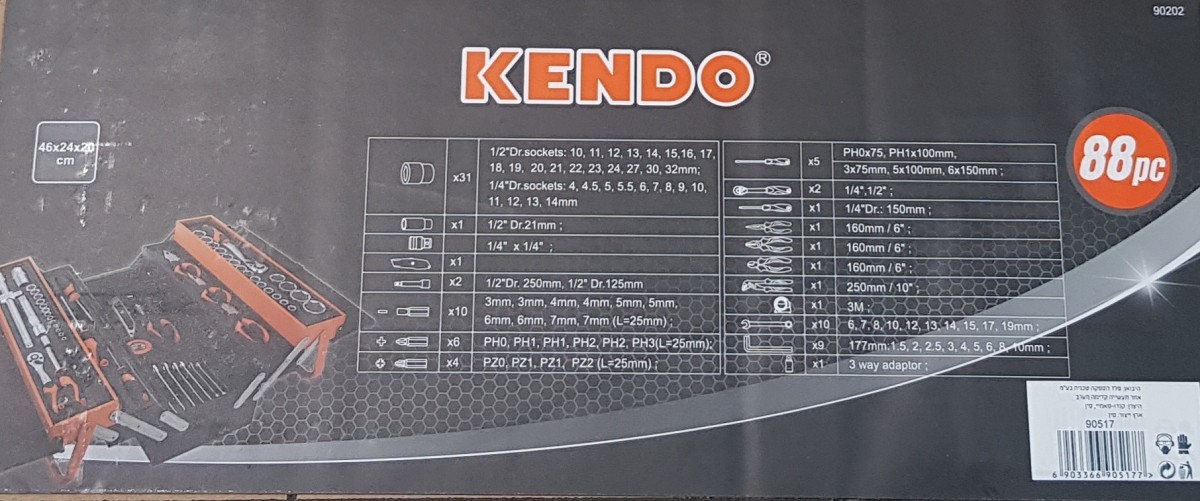 90202
KENDO®
46x24x20
cm
88pc
x31
1/2"Dr.sockets: 10, 11, 12, 13, 14, 15,16, 17,
18, 19, 20, 21, 22, 23, 24, 27, 30, 32mm;
1/4"Dr.sockets: 4, 4.5, 5, 5.5, 6, 7, 8, 9, 10,
11, 12, 13, 14mm
x1 1/2" Dr.21mm ;
1/4" x 1/4" ;
x1
x2 1/2"Dr. 250mm, 1/2" Dr.125mm
x10
3mm, 3mm, 4mm, 4mm, 5mm, 5mm,
6mm, 6mm, 7mm, 7mm (L=25mm) ;
x6 PH0, PH1, PH1, PH2, PH2, PH3(L=25mm);
x4 PZ0, PZ1, PZ1, PZ2 (L=25mm) ;
x5
PH0x75, PH1x100mm,
3x75mm, 5x100mm, 6x150mm ;
x2 1/4",1/2" ;
x1 1/4"Dr.: 150mm ;
x1 160mm / 6" ;
x1 160mm / 6" ;
x1 160mm / 6" ;
x1 250mm / 10" ;
x1 3M ;
x10 6, 7, 8, 10, 12, 13, 14, 15, 17, 19mm ;
x9 177mm:1.5, 2, 2.5, 3, 4, 5, 6, 8, 10mm ;
x1 3 way adaptor ;
ארץ ייצור: סין
90517
6 903366 905177 >